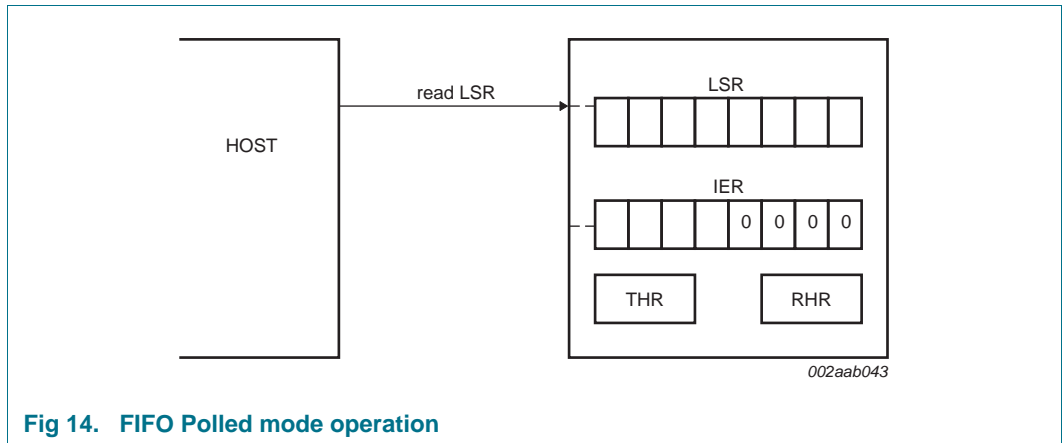 read LSR
LSR
HOST
IER
0 0 0 0
THR RHR
002aab043
Fig 14. FIFO Polled mode operation